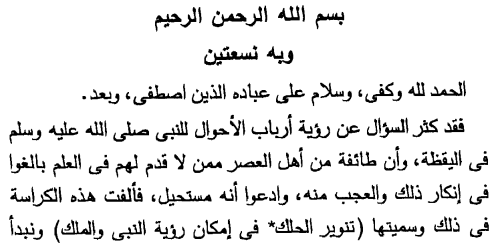 بسم الله الرحمن الرحيم
وبه نسعتين
الحمد لله وكفى، وسلام على عباده الذين اصطفى، وبعد.
فقد كثر السؤال عن رؤية أرباب الأحوال للنبى صلى الله عليه وسلم
فى اليقظة، وأن طائفة من أهل العصر ممن لا قدم لهم فى العلم بالغوا
فى إنكار ذلك والعجب منه، وادعوا أنه مستحيل، فألفت هذه الكراسة
فى ذلك وسميتها (تنوير الحلك* فى إمكان رؤية النبى والملك) ونبدأ